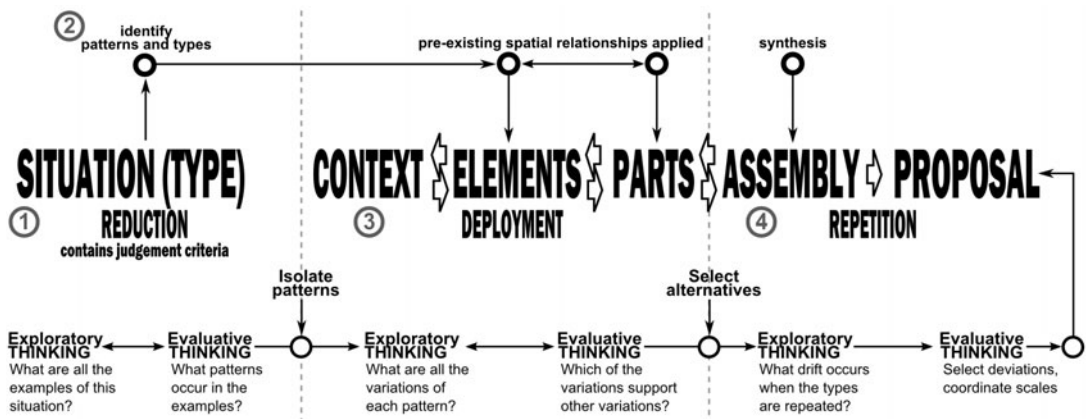 2
identify
patterns and types
pre-existing spatial relationships applied
synthesis
SITUATION (TYPE)
CONTEXT
ELEMENTS
PARTS
ASSEMBLY
PROPOSAL
1
REDUCTION
contains judgement criteria
3
DEPLOYMENT
4
REPETITION
Isolate
patterns
Select
alternatives
Exploratory
THINKING
What are all the
examples of this
situation?
Evaluative
THINKING
What patterns
occur in the
examples?
Exploratory
THINKING
What are all the
variations of
each pattern?
Evaluative
THINKING
Which of the
variations support
other variations?
Exploratory
THINKING
What drift occurs
when the types
are repeated?
Evaluative
THINKING
Select deviations,
coordinate scales